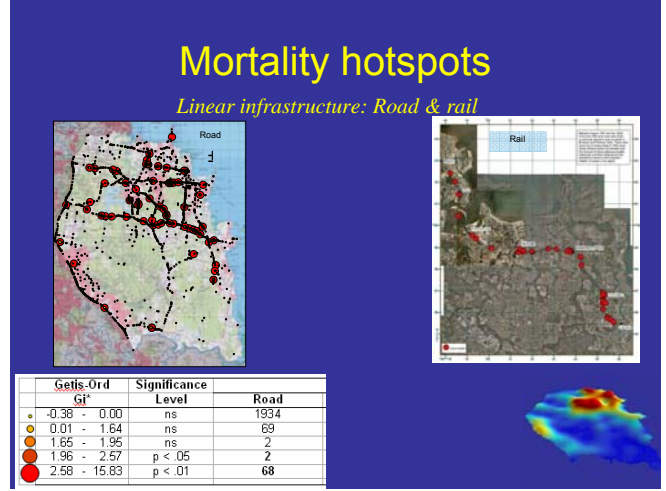 Mortality hotspots
Linear infrastructure: Road & rail
Road
Rail
Getis-Ord Significance
Gi* Level Road
-0.38 - 0.00 ns 1934
0.01 - 1.64 ns 69
1.65 - 1.95 ns 2
1.96 - 2.57 p < .05 2
2.58 - 15.83 p < .01 68